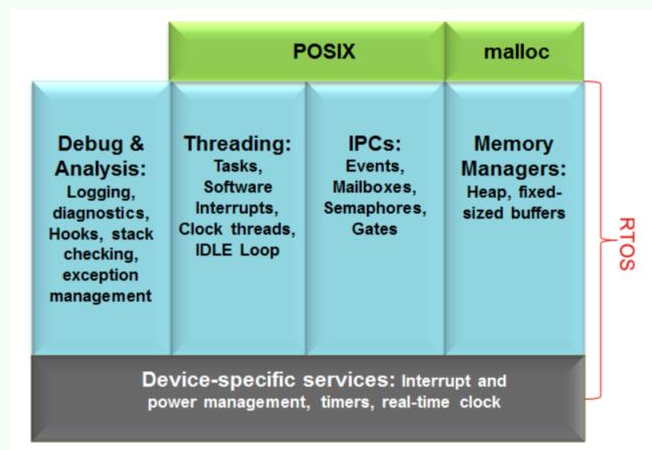 POSIX
malloc
Debug &
Analysis:
Logging,
diagnostics,
Hooks, stack
checking,
exception
management
Threading:
Tasks,
Software
Interrupts,
Clock threads,
IDLE Loop
IPCs:
Events,
Mailboxes,
Semaphores,
Gates
Memory
Managers:
Heap, fixed-
sized buffers
RTOS
Device-specific services: Interrupt and
power management, timers, real-time clock